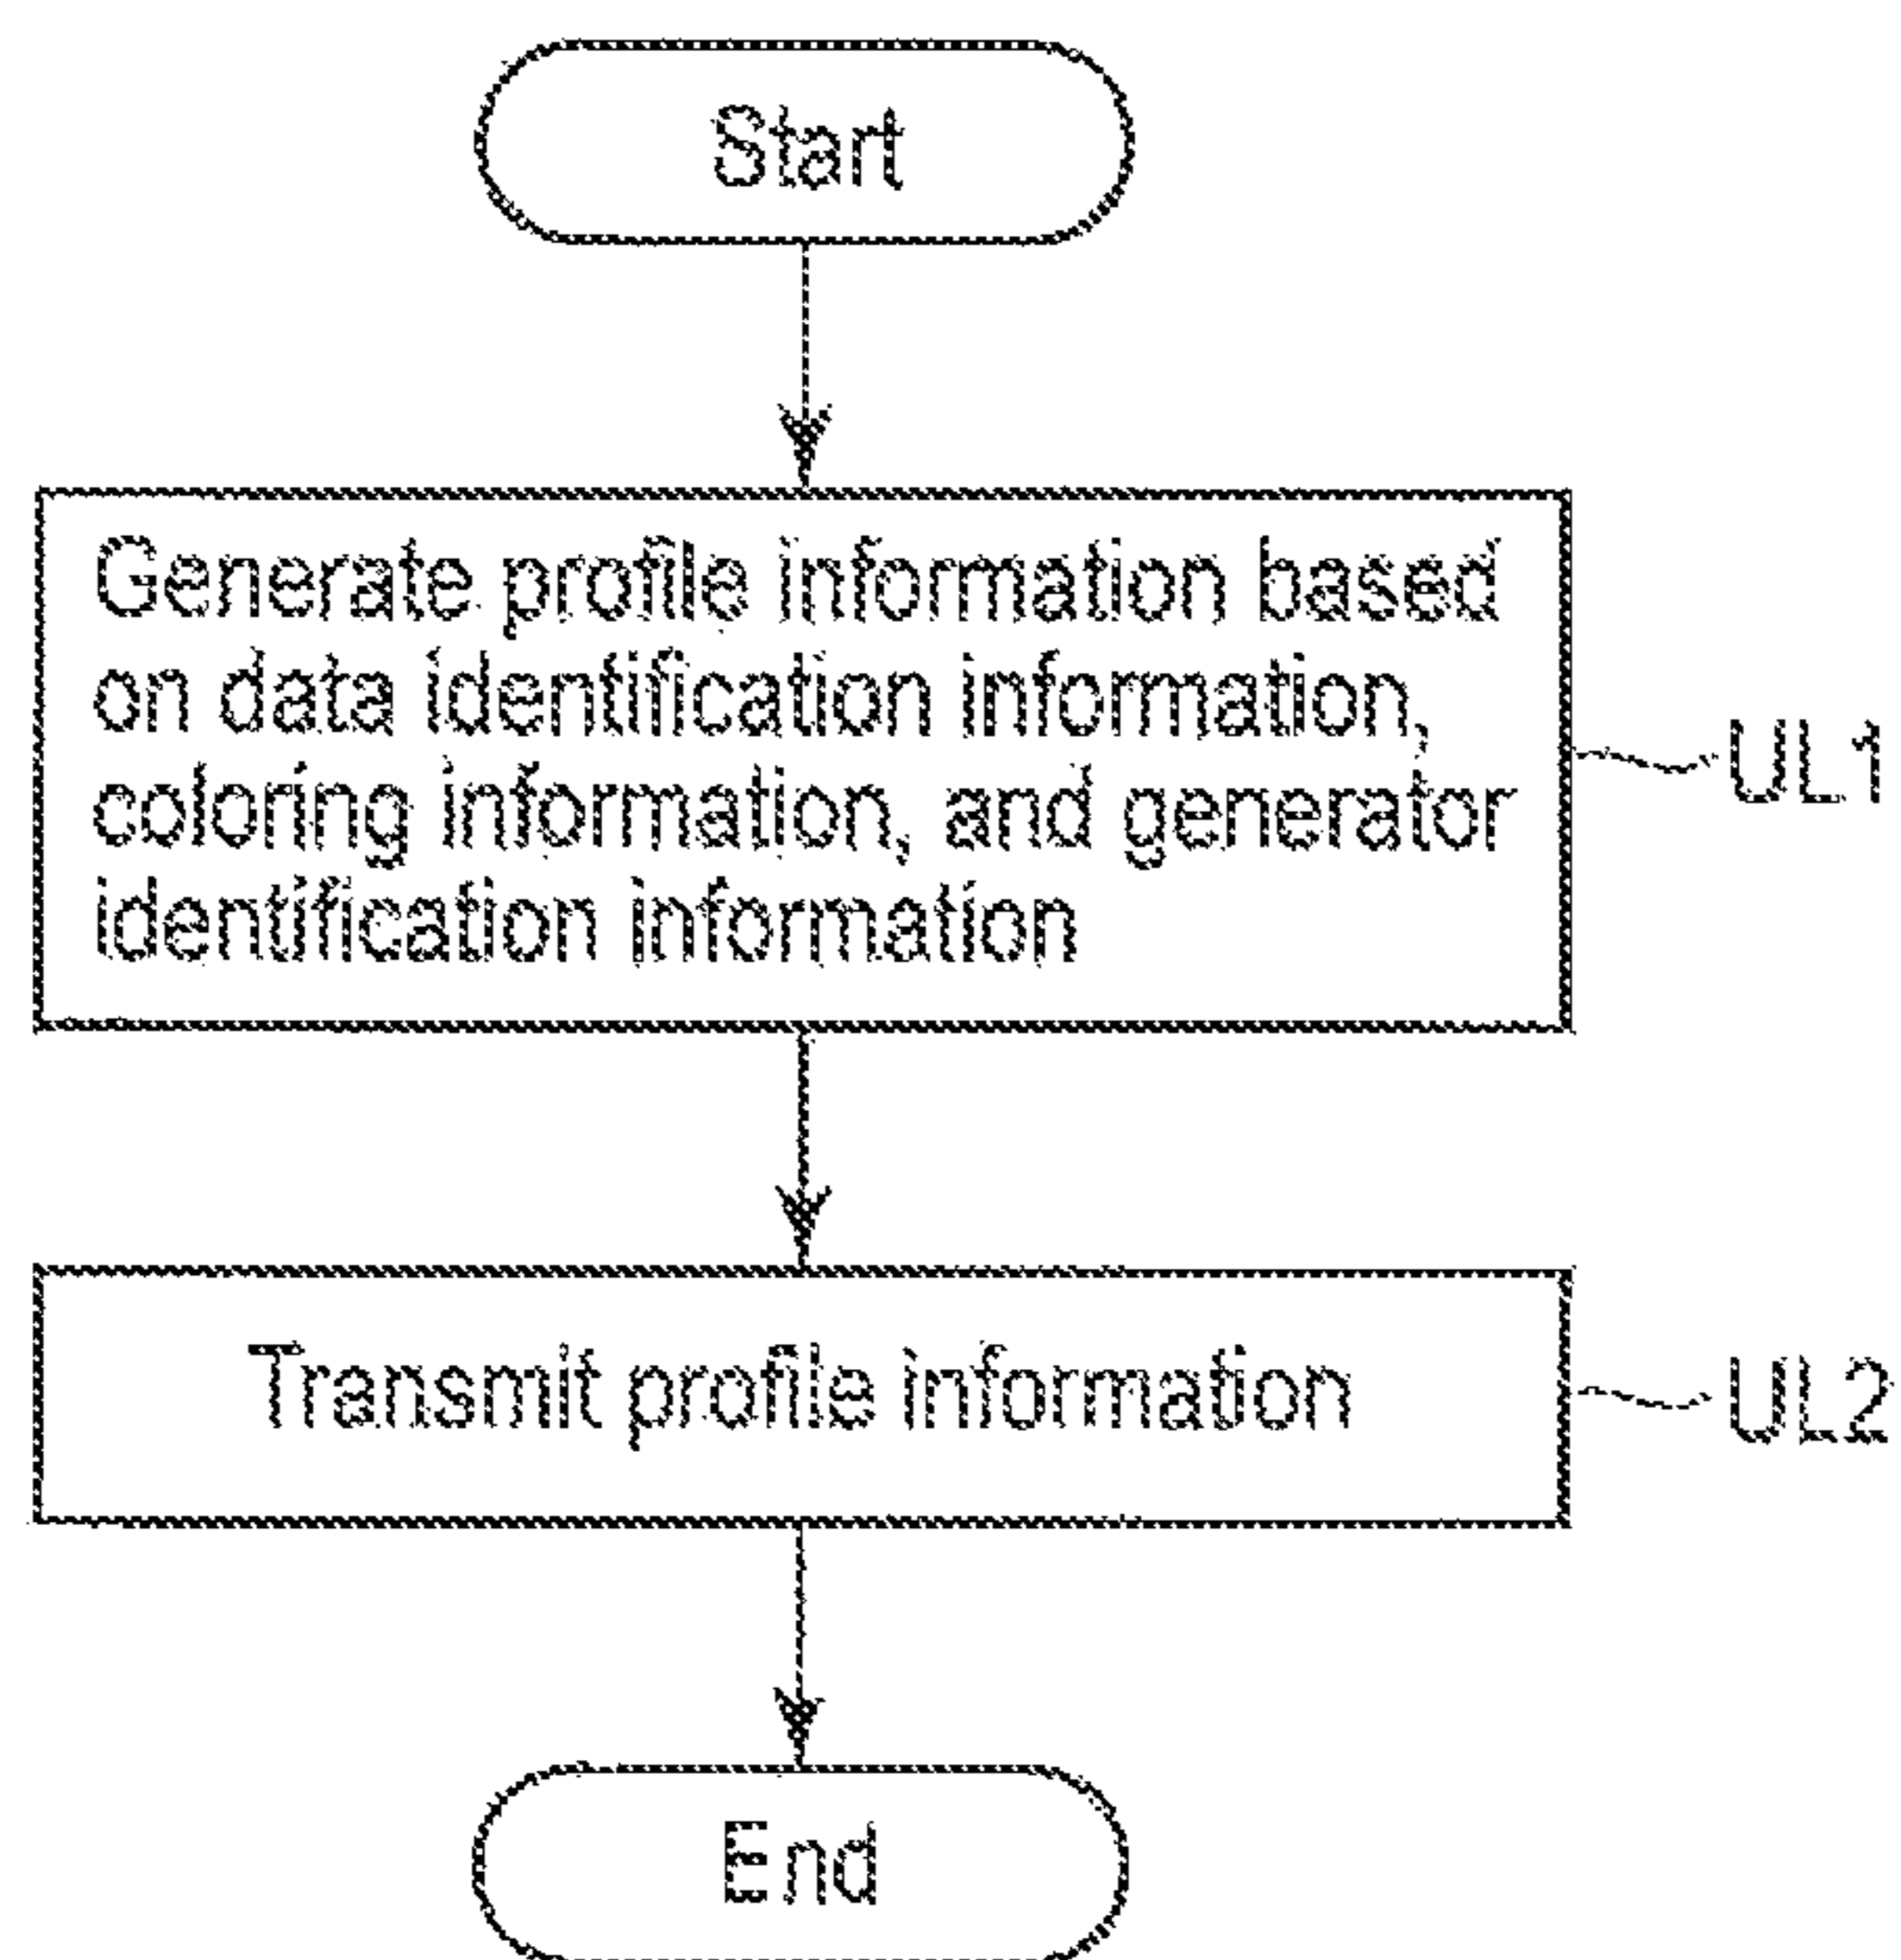 Start
Generate profile information based
on data identification information,
coloring information, and generator
identification information
UL1
Transmit profile information
UL2
End